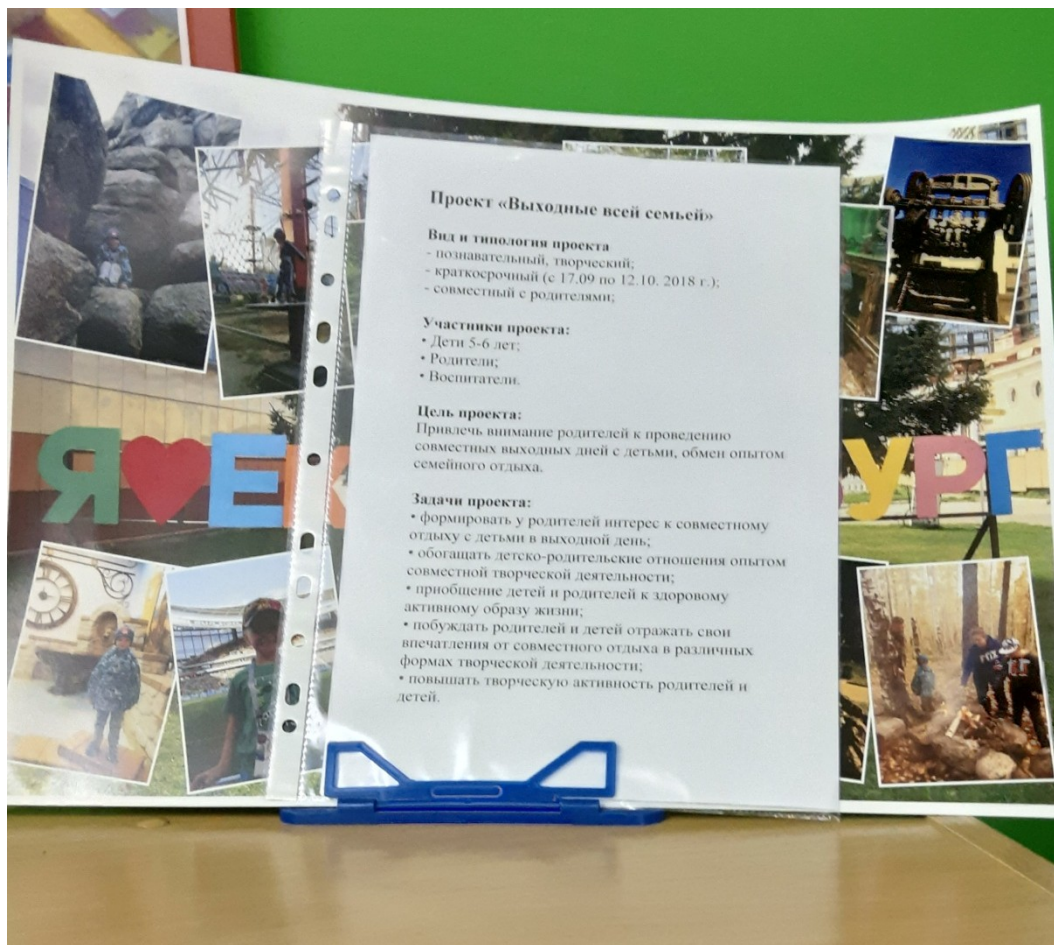 Проект «Выходные всей семьей»
Вид и типология проекта
- познавательный, творческий;
- краткосрочный (с 17.09 по 12.10. 2018 г.);
- совместный с родителями;
Участники проекта:
• Дети 5-6 лет;
• Родители;
• Воспитатели.
Цель проекта:
Привлечь внимание родителей к проведению
совместных выходных дней с детьми, обмен опытом
семейного отдыха.
Задачи проекта:
• формировать у родителей интерес к совместному
отдыху с детьми в выходной день;
• обогащать детско-родительские отношения опытом
совместной творческой деятельности;
• приобщение детей и родителей к здоровому
активному образу жизни;
• побуждать родителей и детей отражать свои
впечатления от совместного отдыха в различных
формах творческой деятельности;
• повышать творческую активность родителей и
детей.
Я ЕК УРГ